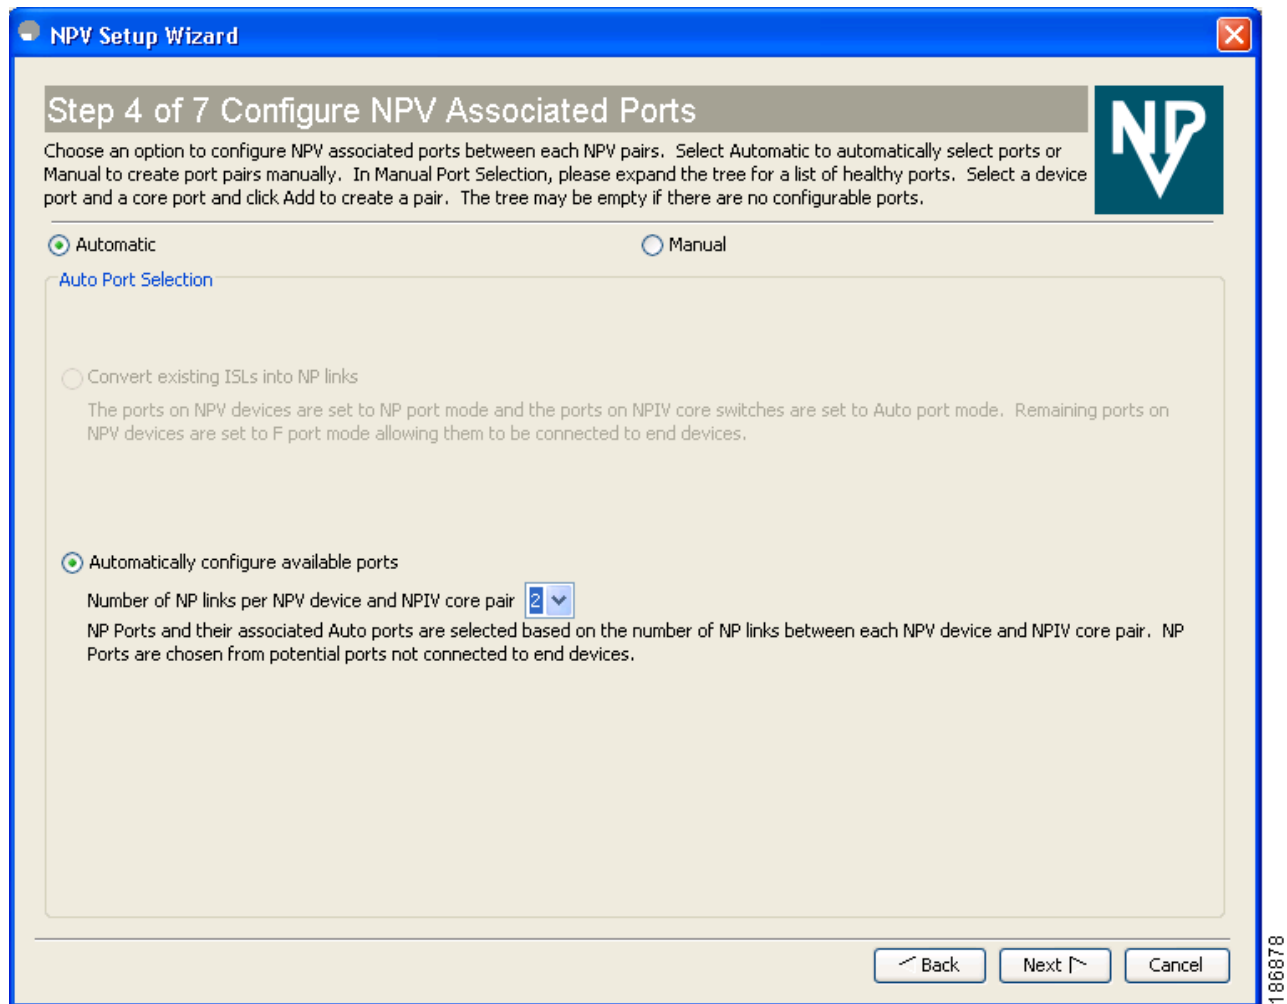 NPV Setup Wizard
Step 4 of 7 Configure NPV Associated Ports
NPV
Choose an option to configure NPV associated ports between each NPV pairs. Select Automatic to automatically select ports or
Manual to create port pairs manually. In Manual Port Selection, please expand the tree for a list of healthy ports. Select a device
port and a core port and click Add to create a pair. The tree may be empty if there are no configurable ports.
Automatic
Manual
Auto Port Selection
Convert existing ISLs into NP links
The ports on NPV devices are set to NP port mode and the ports on NPIV core switches are set to Auto port mode. Remaining ports on
NPV devices are set to F port mode allowing them to be connected to end devices.
Automatically configure available ports
Number of NP links per NPV device and NPIV core pair 2
NP Ports and their associated Auto ports are selected based on the number of NP links between each NPV device and NPIV core pair. NP
Ports are chosen from potential ports not connected to end devices.
Back
Next
Cancel
186878